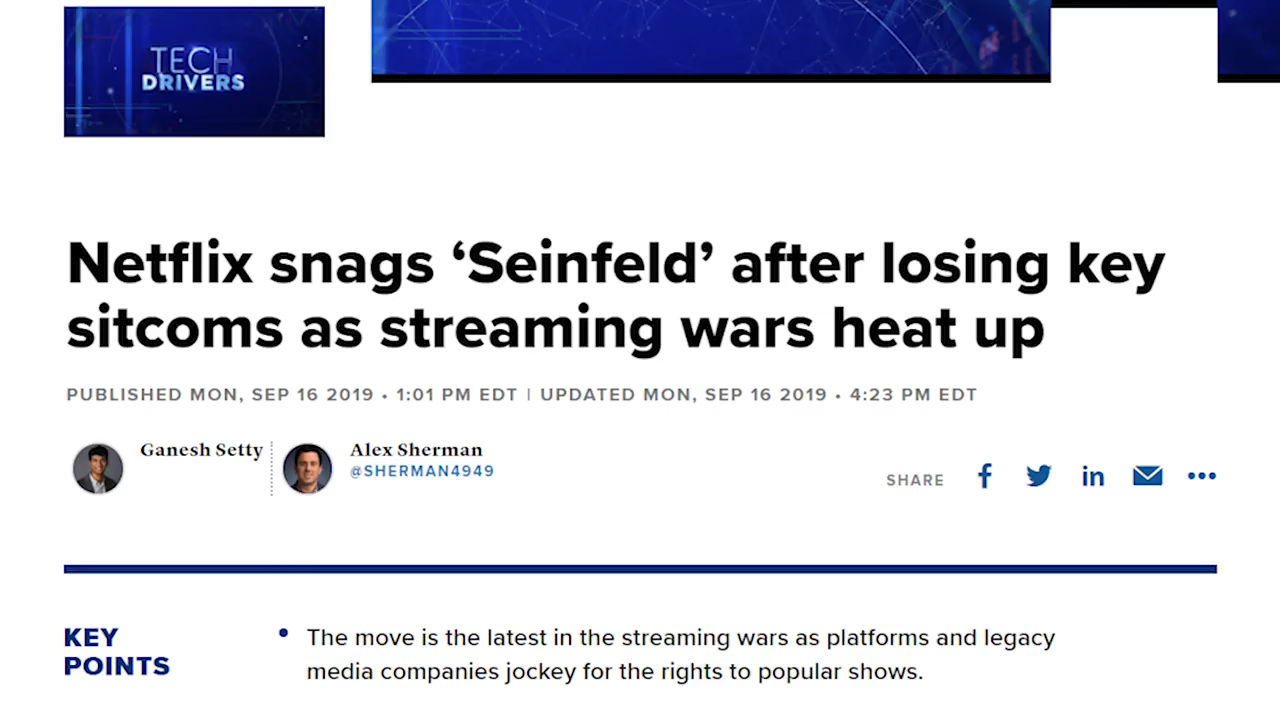 TECH
DRIVERS
Netflix snags ‘Seinfeld’ after losing key
sitcoms as streaming wars heat up
PUBLISHED MON, SEP 16 2019 • 1:01 PM EDT | UPDATED MON, SEP 16 2019 • 4:23 PM EDT
Ganesh Setty
Alex Sherman
@SHERMAN4949
SHARE
KEY
POINTS
• The move is the latest in the streaming wars as platforms and legacy
media companies jockey for the rights to popular shows.